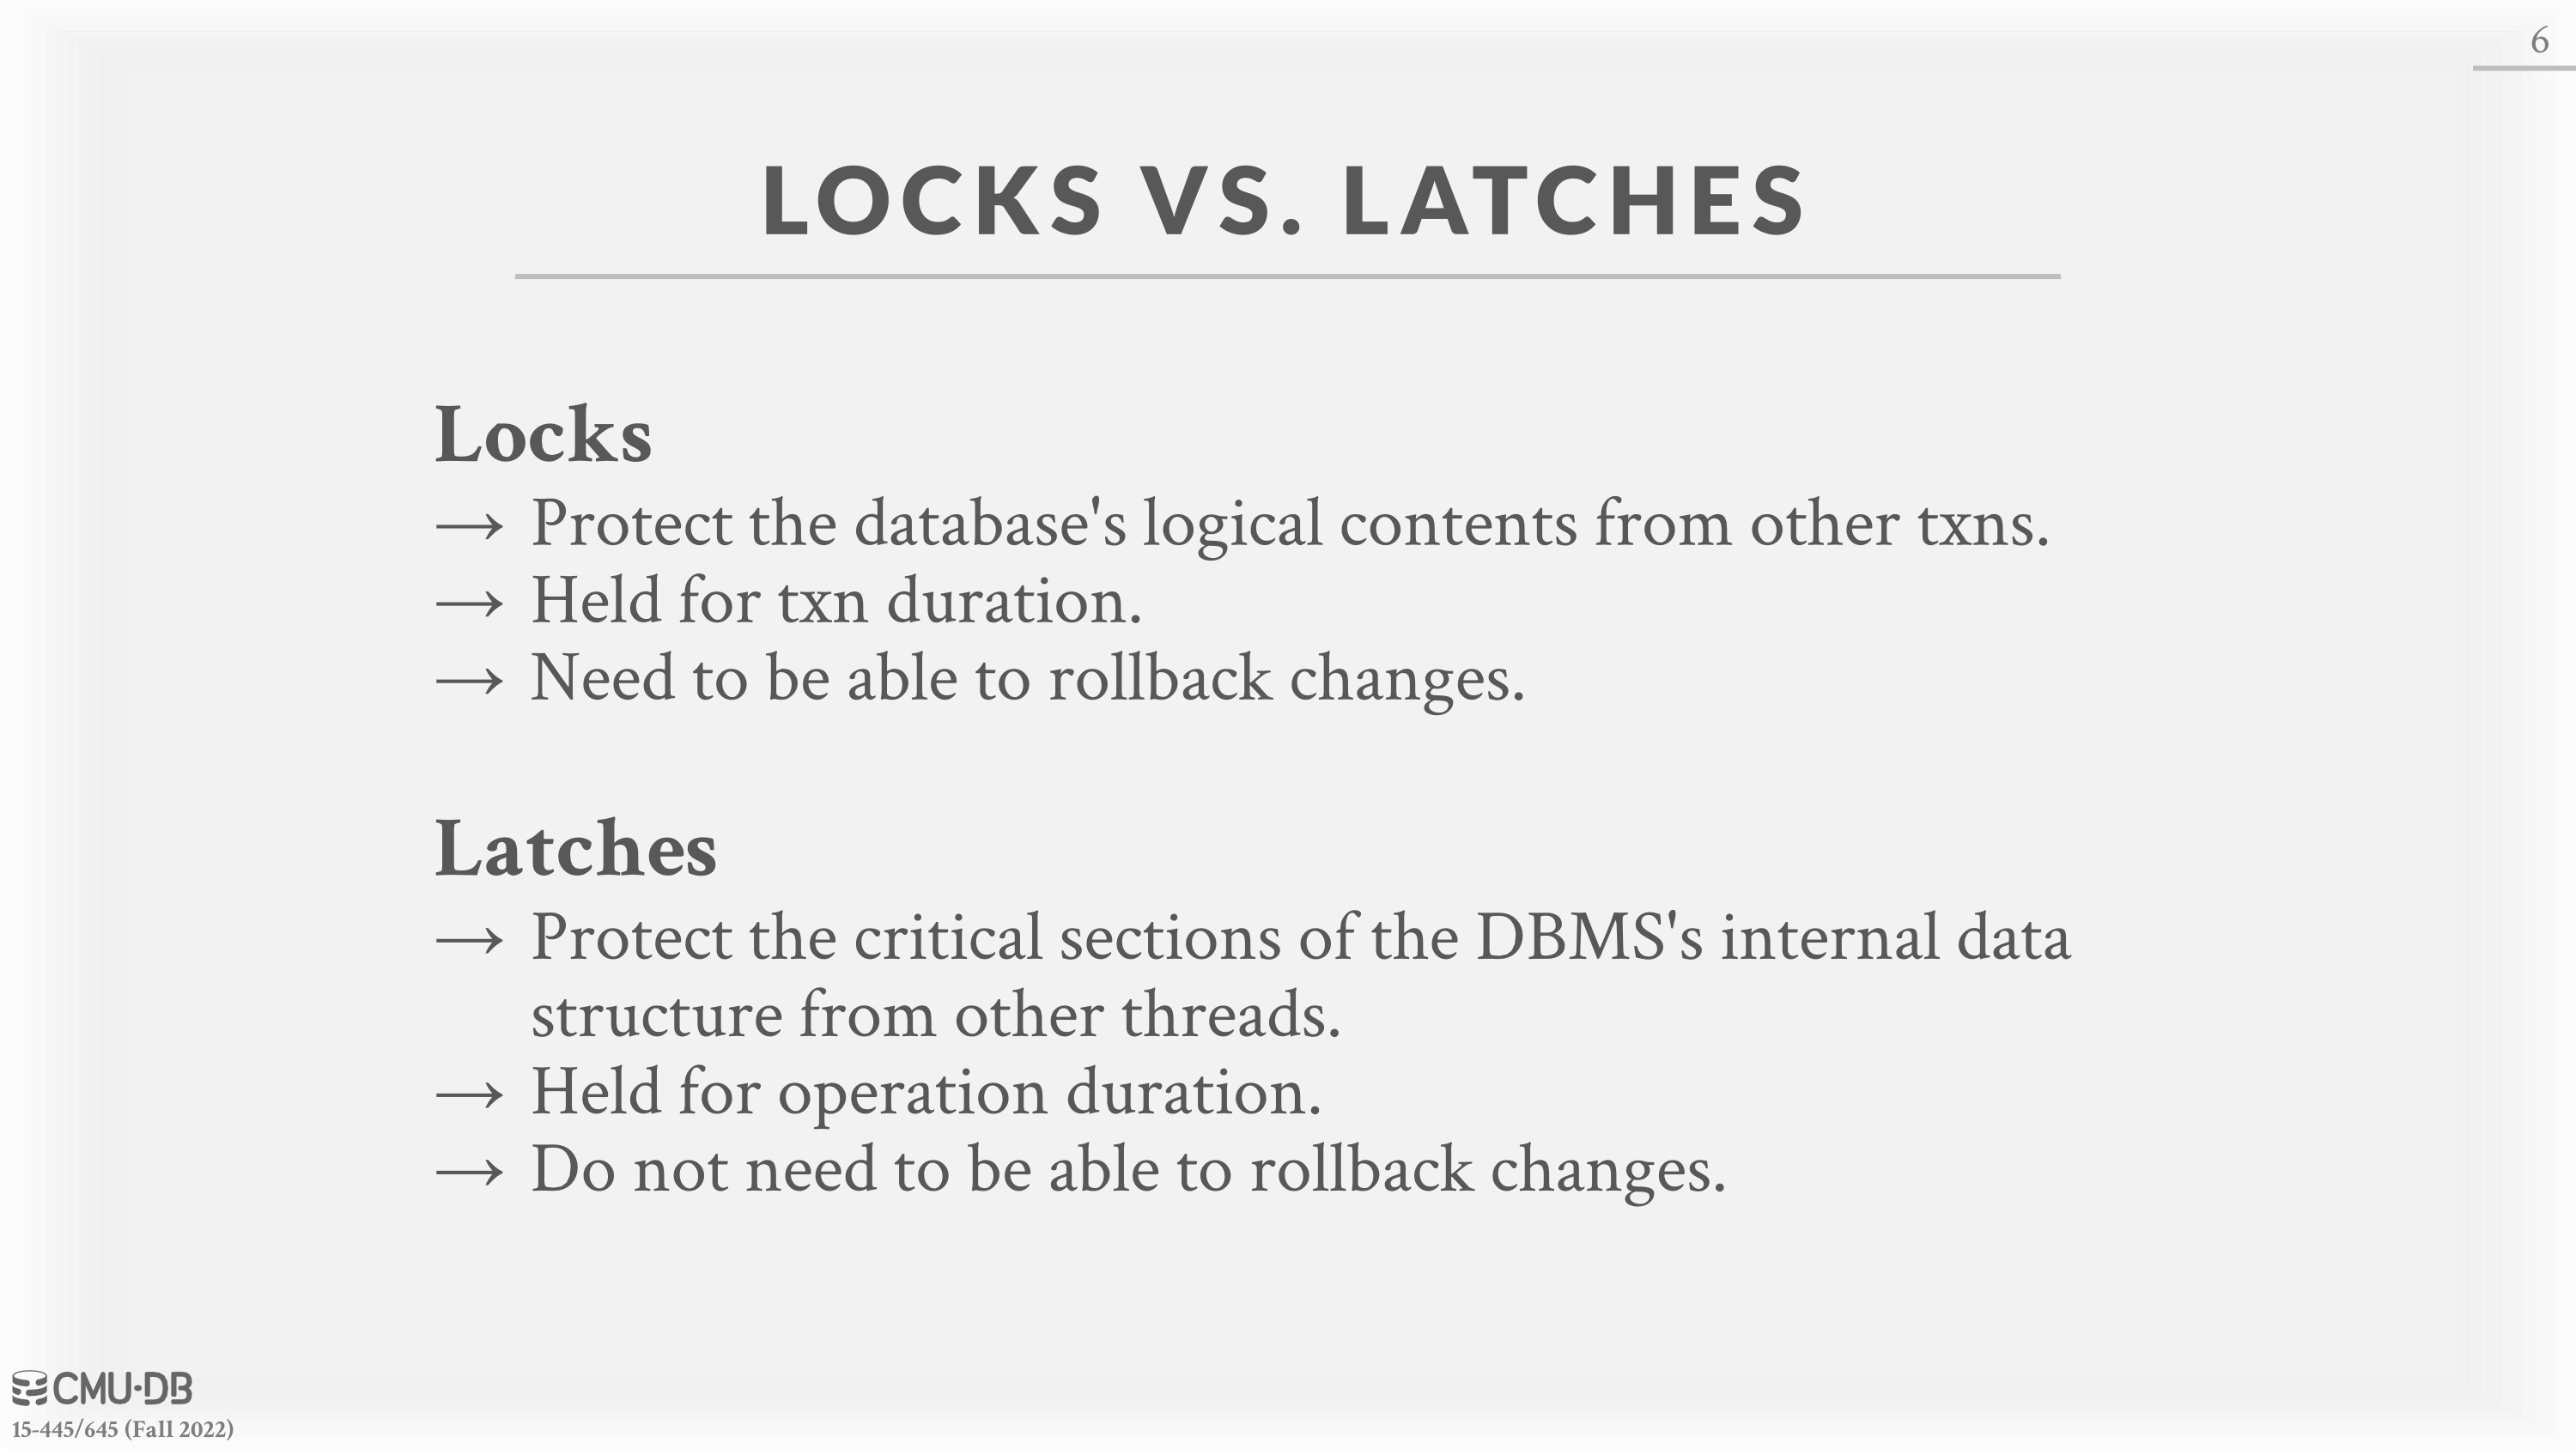 6
LOCKS VS. LATCHES
Locks
→ Protect the database's logical contents from other txns.
→ Held for txn duration.
→ Need to be able to rollback changes.
Latches
→ Protect the critical sections of the DBMS's internal data
structure from other threads.
→ Held for operation duration.
→ Do not need to be able to rollback changes.
CMU·DB
15-445/645 (Fall 2022)